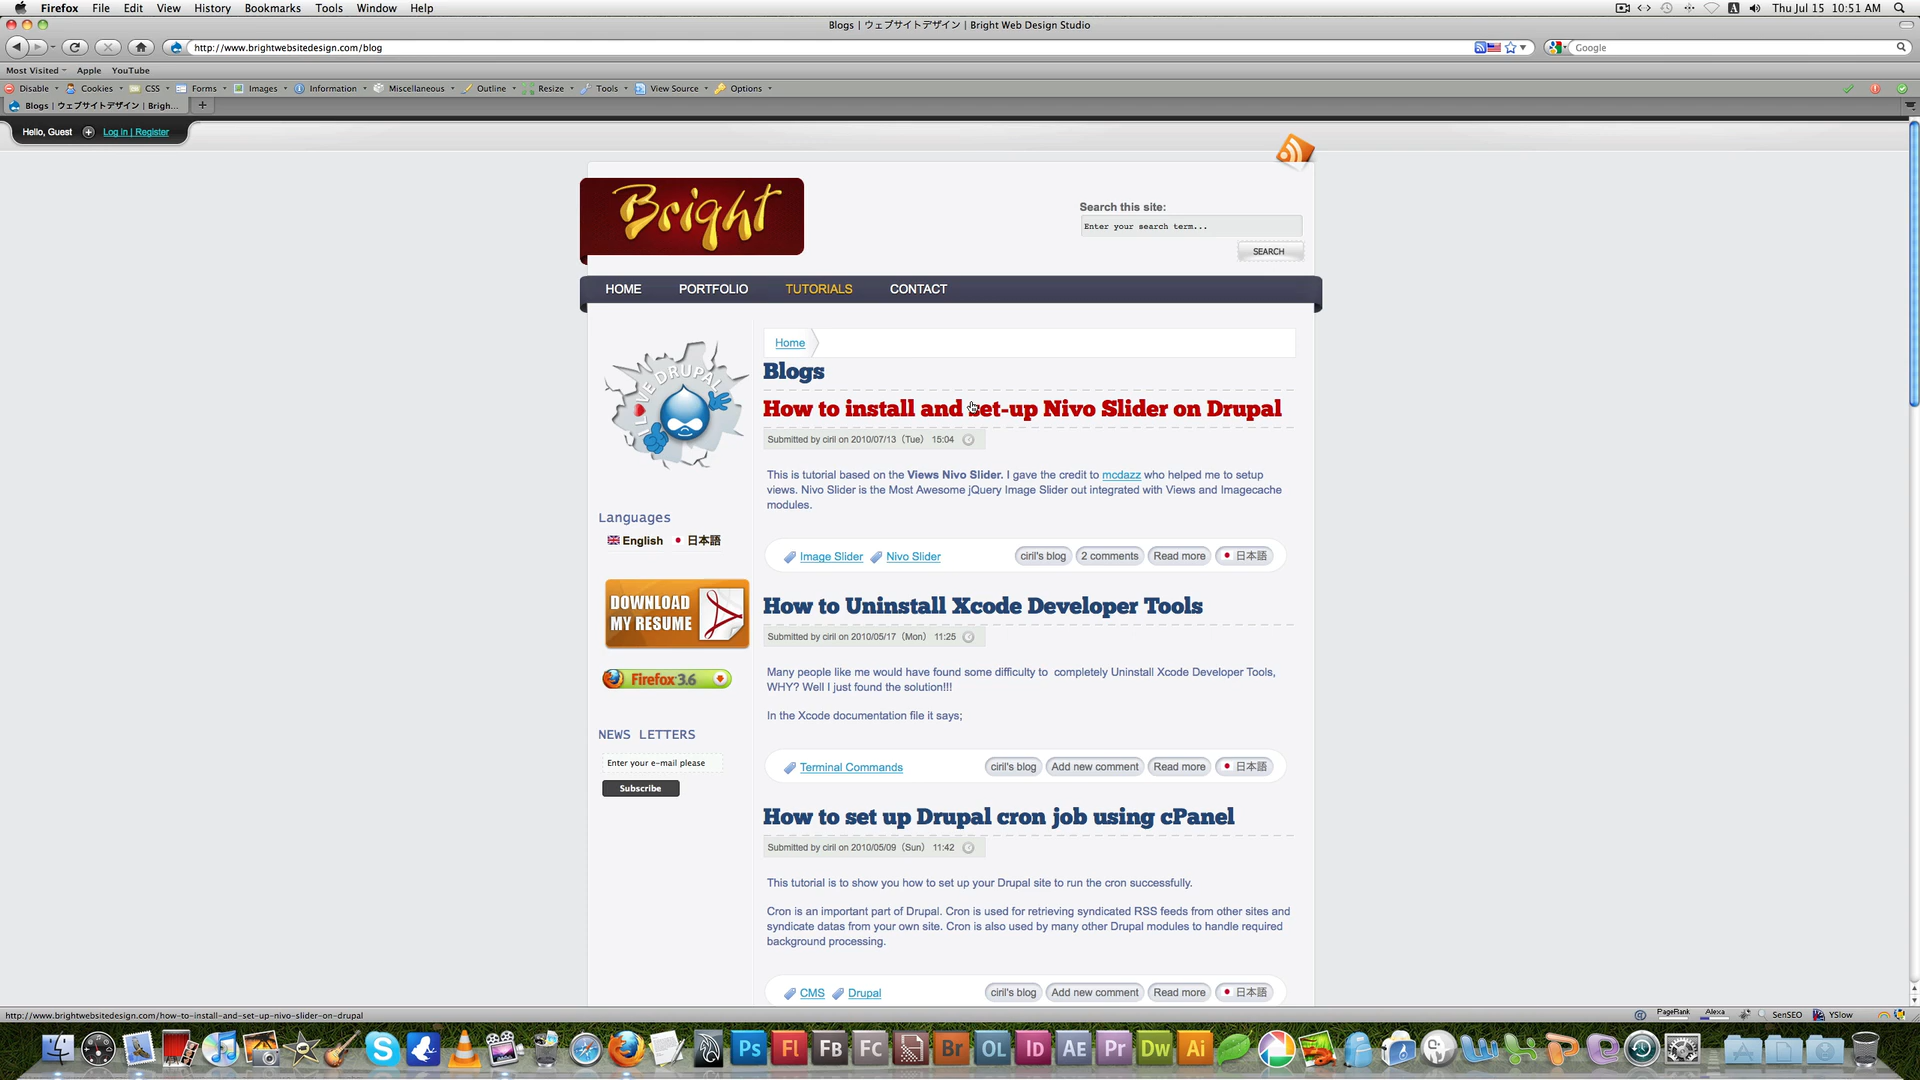 Firefox File Edit View History Bookmarks Tools Window Help
Thu Jul 15 10:51 AM
Blogs | ウェブサイトデザイン | Bright Web Design Studio
http://www.brightwebsitedesign.com/blog
Google
Most Visited Apple YouTube
Disable Cookies CSS Forms Images Information Miscellaneous Outline Resize Tools View Source Options
Blogs | ウェブサイトデザイン | Brigh...
Hello, Guest Log in | Register
Bright
Search this site:
Enter your search term...
SEARCH
HOME PORTFOLIO TUTORIALS CONTACT
I LOVE DRUPAL
Languages
English 日本語
DOWNLOAD
MY RESUME
Firefox 3.6
NEWS LETTERS
Enter your e-mail please
Subscribe
Home
Blogs
How to install and set-up Nivo Slider on Drupal
Submitted by ciril on 2010/07/13 (Tue) 15:04
This is tutorial based on the Views Nivo Slider. I gave the credit to mcdazz who helped me to setup
views. Nivo Slider is the Most Awesome jQuery Image Slider out integrated with Views and Imagecache
modules.
Image Slider Nivo Slider ciril's blog 2 comments Read more 日本語
How to Uninstall Xcode Developer Tools
Submitted by ciril on 2010/05/17 (Mon) 11:25
Many people like me would have found some difficulty to completely Uninstall Xcode Developer Tools,
WHY? Well I just found the solution!!!
In the Xcode documentation file it says;
Terminal Commands ciril's blog Add new comment Read more 日本語
How to set up Drupal cron job using cPanel
Submitted by ciril on 2010/05/09 (Sun) 11:42
This tutorial is to show you how to set up your Drupal site to run the cron successfully.
Cron is an important part of Drupal. Cron is used for retrieving syndicated RSS feeds from other sites and
syndicate datas from your own site. Cron is also used by many other Drupal modules to handle required
background processing.
CMS Drupal ciril's blog Add new comment Read more 日本語
http://www.brightwebsitedesign.com/how-to-install-and-set-up-nivo-slider-on-drupal
PageRank Alexa SenSEO YSlow
Ps Fl FB FC Br OL Id AE Pr Dw Ai